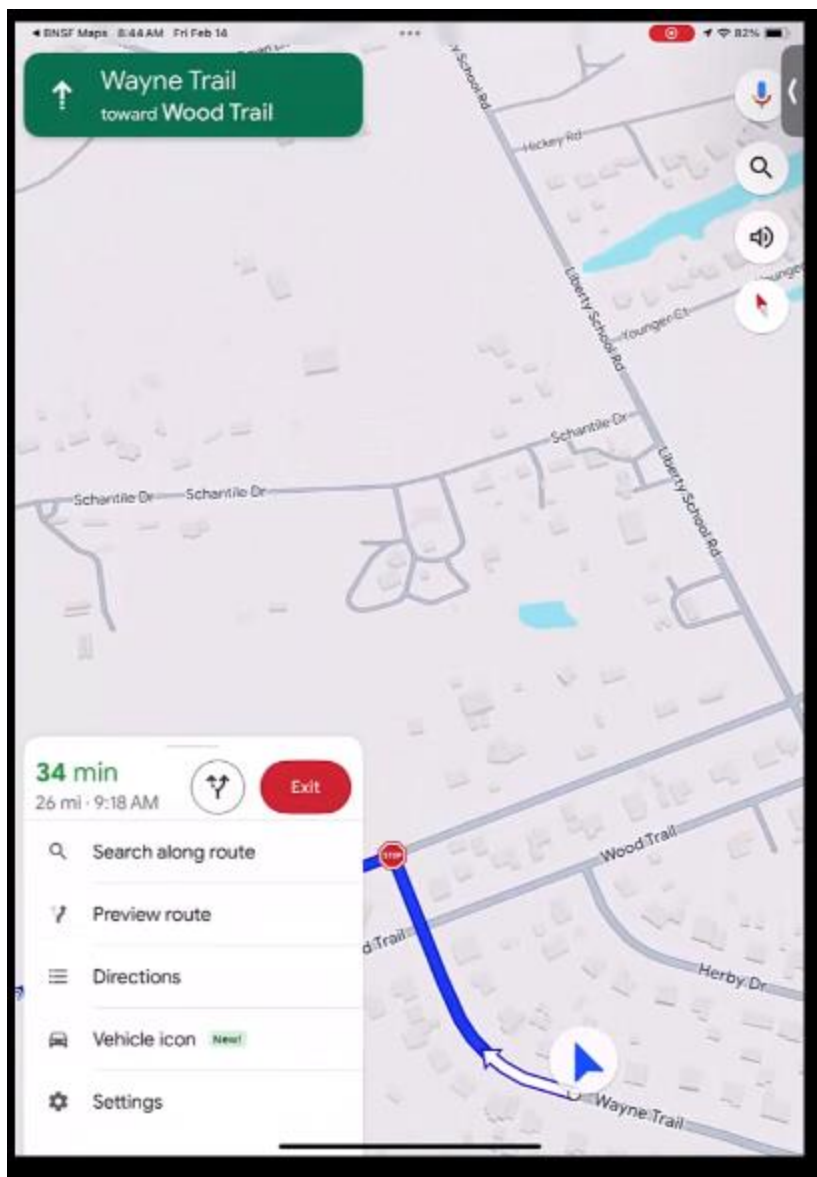 BNSF Maps 8:44 AM Fri Feb 14
82%
Wayne Trail
toward Wood Trail
y School Rd
Hickey Rd
Liberty School Rd
Younger Ct
Younge
Schantile Dr
Schantile Dr
Schantile Dr
Liberty School Rd
34 min
26 mi · 9:18 AM
Exit
Search along route
Preview route
Directions
Vehicle icon New!
Settings
STOP
Wood Trail
d Trail
Herby Dr
Wayne Trail